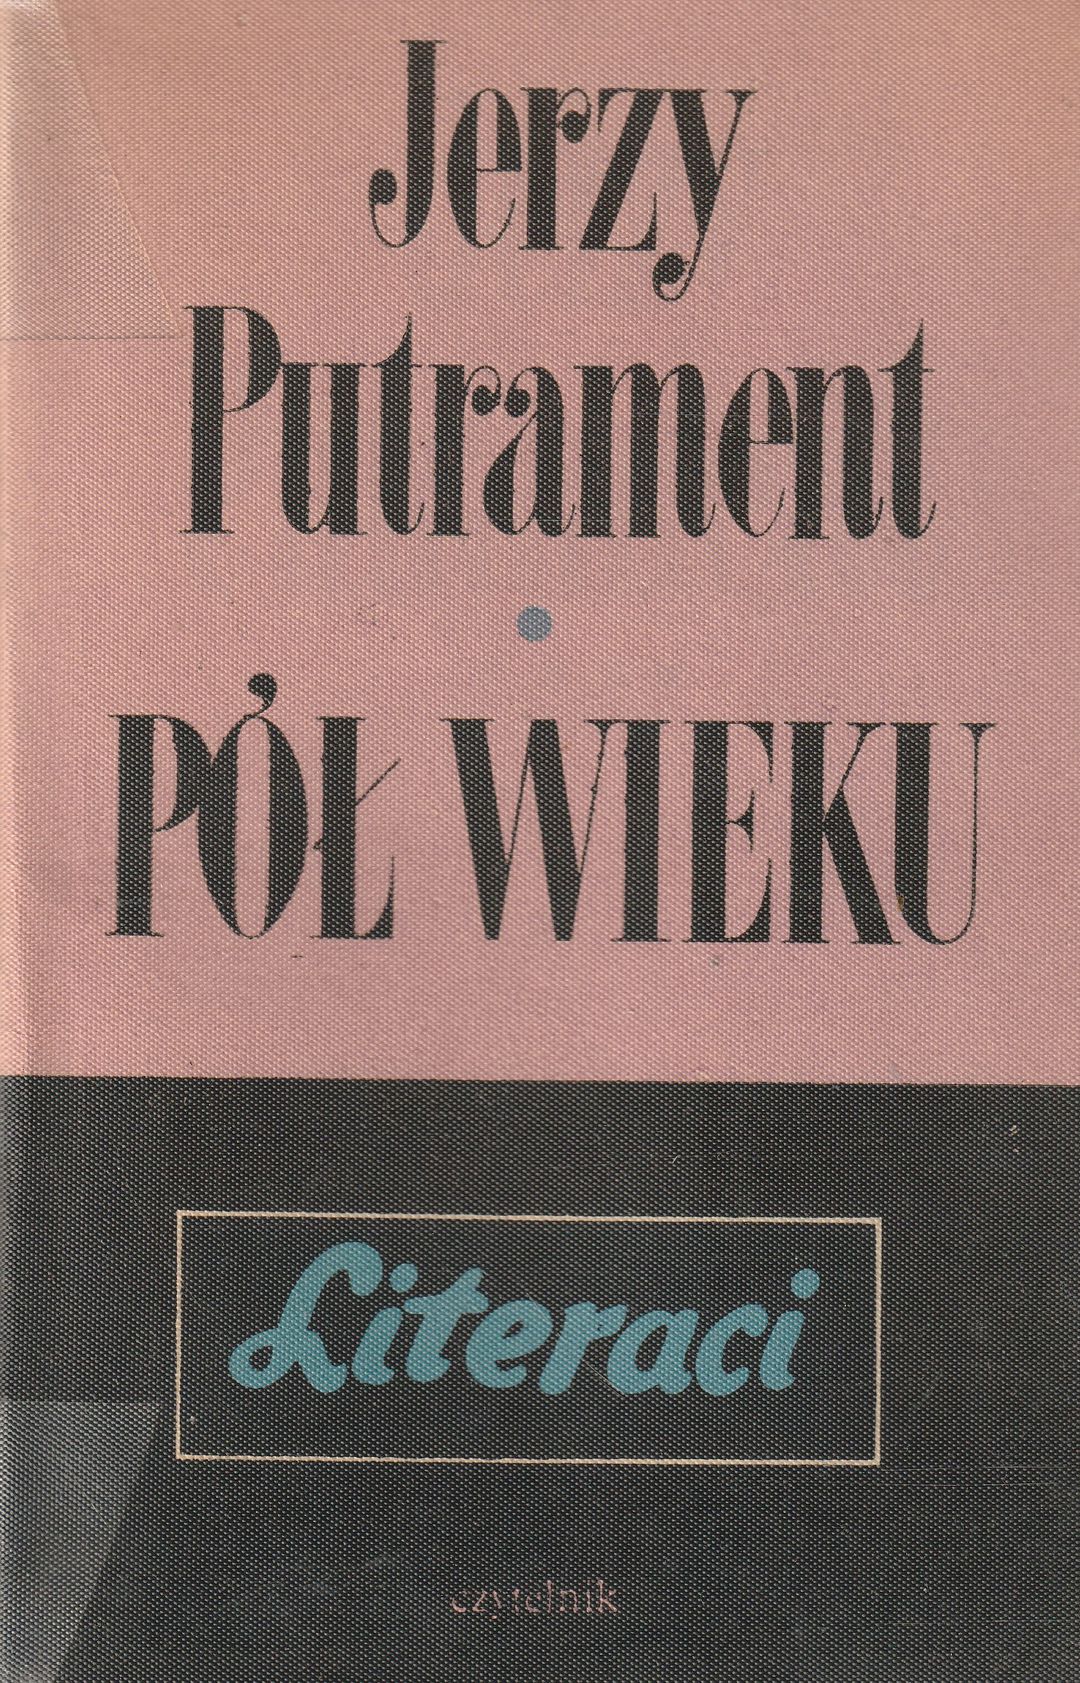 Jerzy
Putrament
PÓŁ WIEKU
Literaci
czytelnik